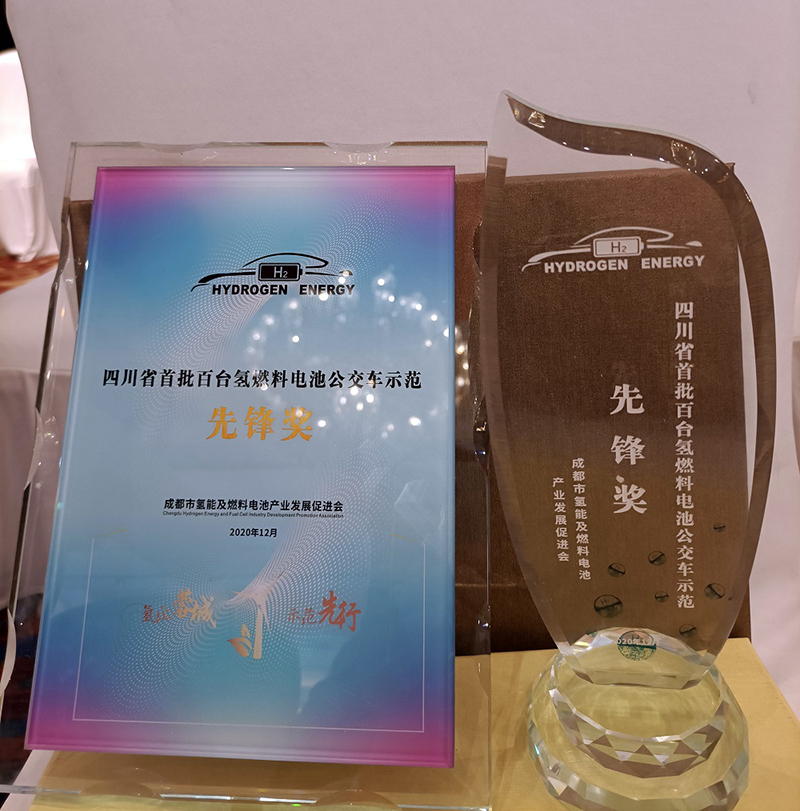 H2
HYDROGEN ENERGY
四川省首批百台氢燃料电池公交车示范
先锋奖
成都市氢能及燃料电池产业发展促进会
Chengdu Hydrogen Energy and Fuel Cell Industry Development Promotion Association
2020年12月
示范先行
H2
HYDROGEN ENERGY
四川省首批百台氢燃料电池公交车示范
先锋奖
成都市氢能及燃料电池
产业发展促进会